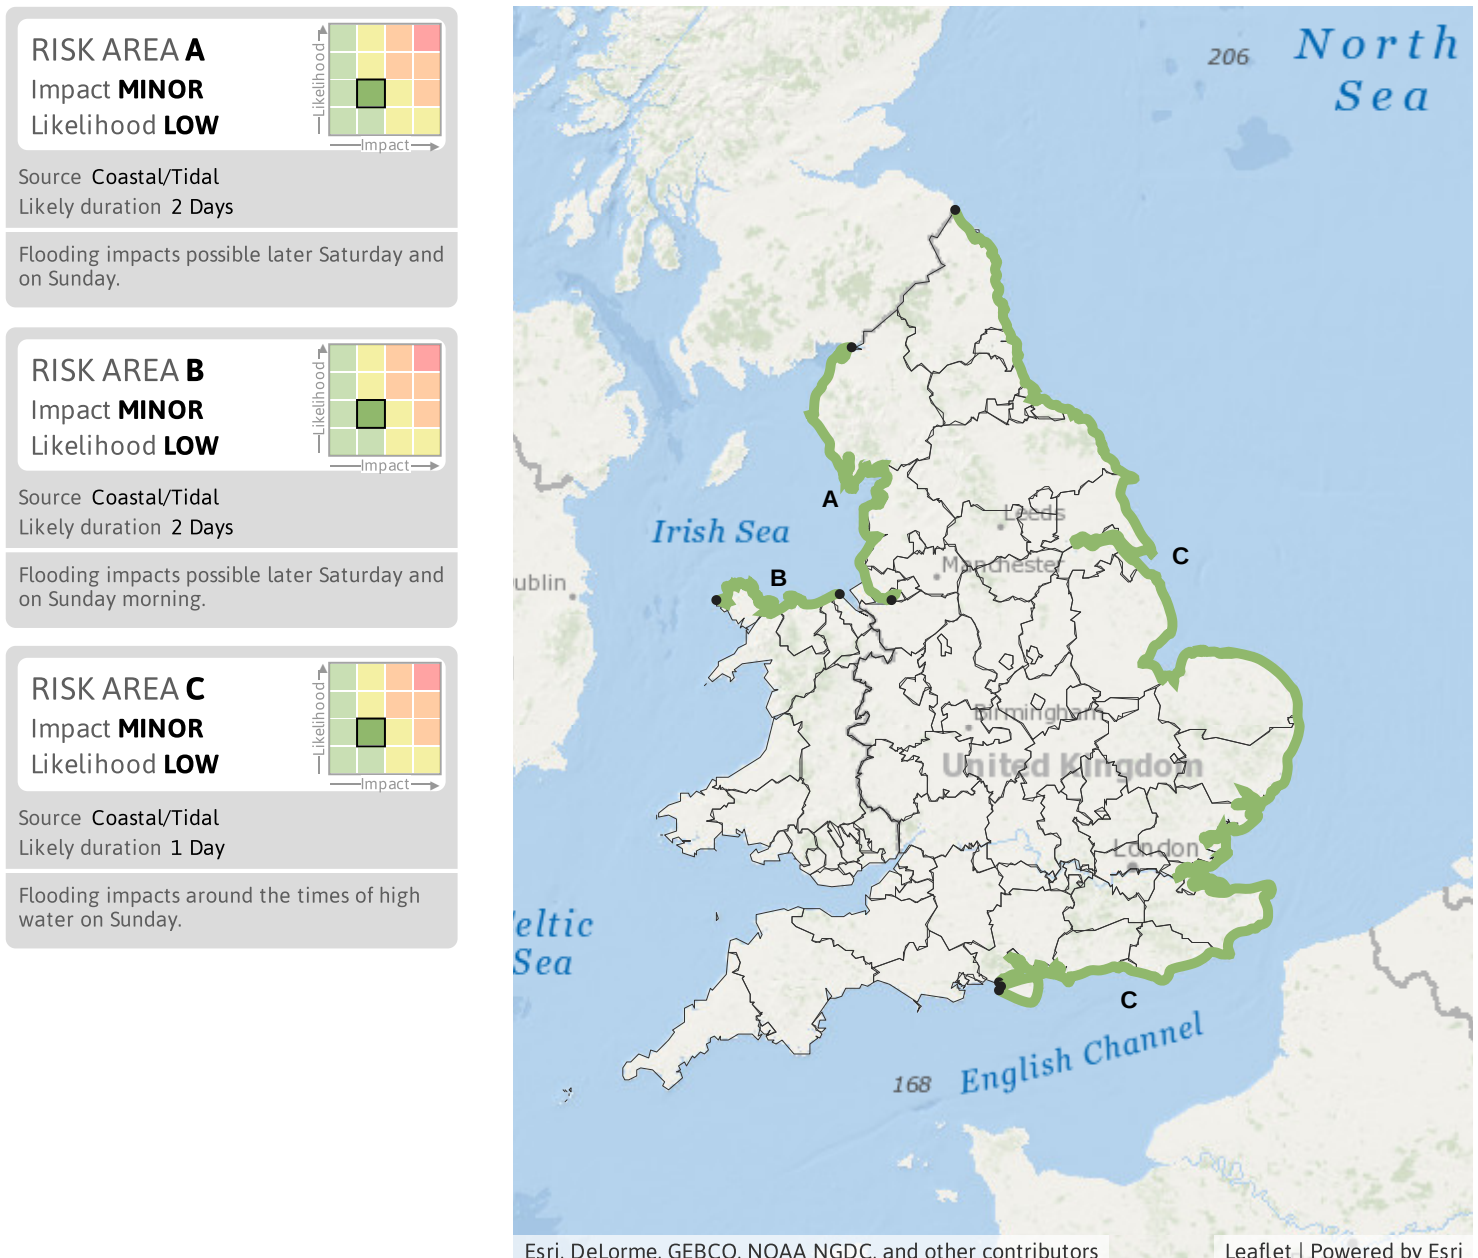 RISK AREA A
Impact MINOR
Likelihood LOW
Likelihood
Impact
Source Coastal/Tidal
Likely duration 2 Days
Flooding impacts possible later Saturday and
on Sunday.
RISK AREA B
Impact MINOR
Likelihood LOW
Likelihood
Impact
Source Coastal/Tidal
Likely duration 2 Days
Flooding impacts possible later Saturday and
on Sunday morning.
RISK AREA C
Impact MINOR
Likelihood LOW
Likelihood
Impact
Source Coastal/Tidal
Likely duration 1 Day
Flooding impacts around the times of high
water on Sunday.
206
North
Sea
A
Leeds
Irish Sea
C
Manchester
B
ublin
Birmingham
United Kingdom
London
eltic
Sea
C
English Channel
168
Esri, DeLorme, GEBCO, NOAA NGDC, and other contributors
Leaflet | Powered by Esri